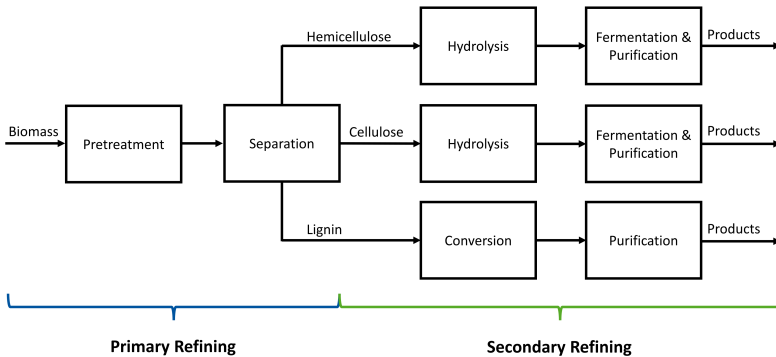 Hemicellulose
Hydrolysis
Fermentation &
Purification
Products
Biomass
Pretreatment
Separation
Cellulose
Hydrolysis
Fermentation &
Purification
Products
Lignin
Conversion
Purification
Products
Primary Refining
Secondary Refining